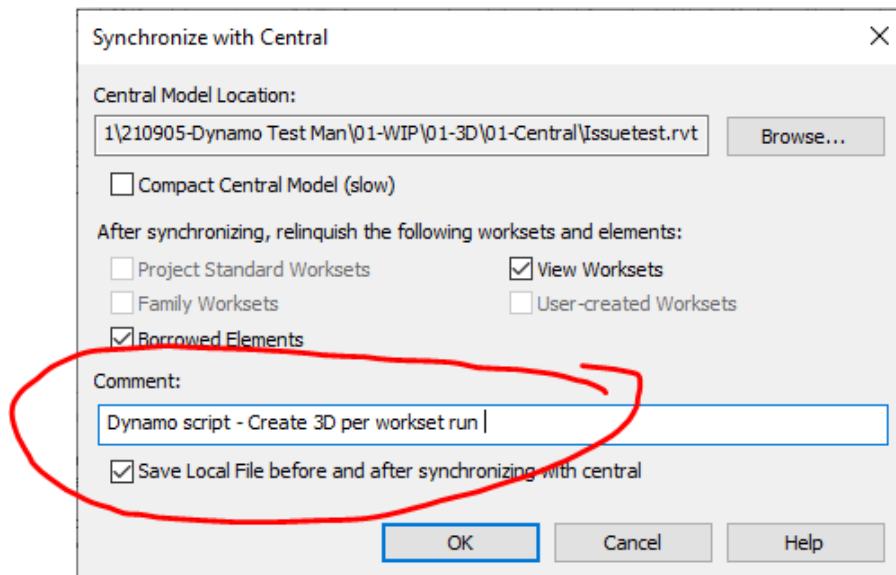 Synchronize with Central
Central Model Location:
1\210905-Dynamo Test Man\01-WIP\01-3D\01-Central\Issuetest.rvt
Browse...
Compact Central Model (slow)
After synchronizing, relinquish the following worksets and elements:
Project Standard Worksets
View Worksets
Family Worksets
User-created Worksets
Borrowed Elements
Comment:
Dynamo script - Create 3D per workset run
Save Local File before and after synchronizing with central
OK
Cancel
Help